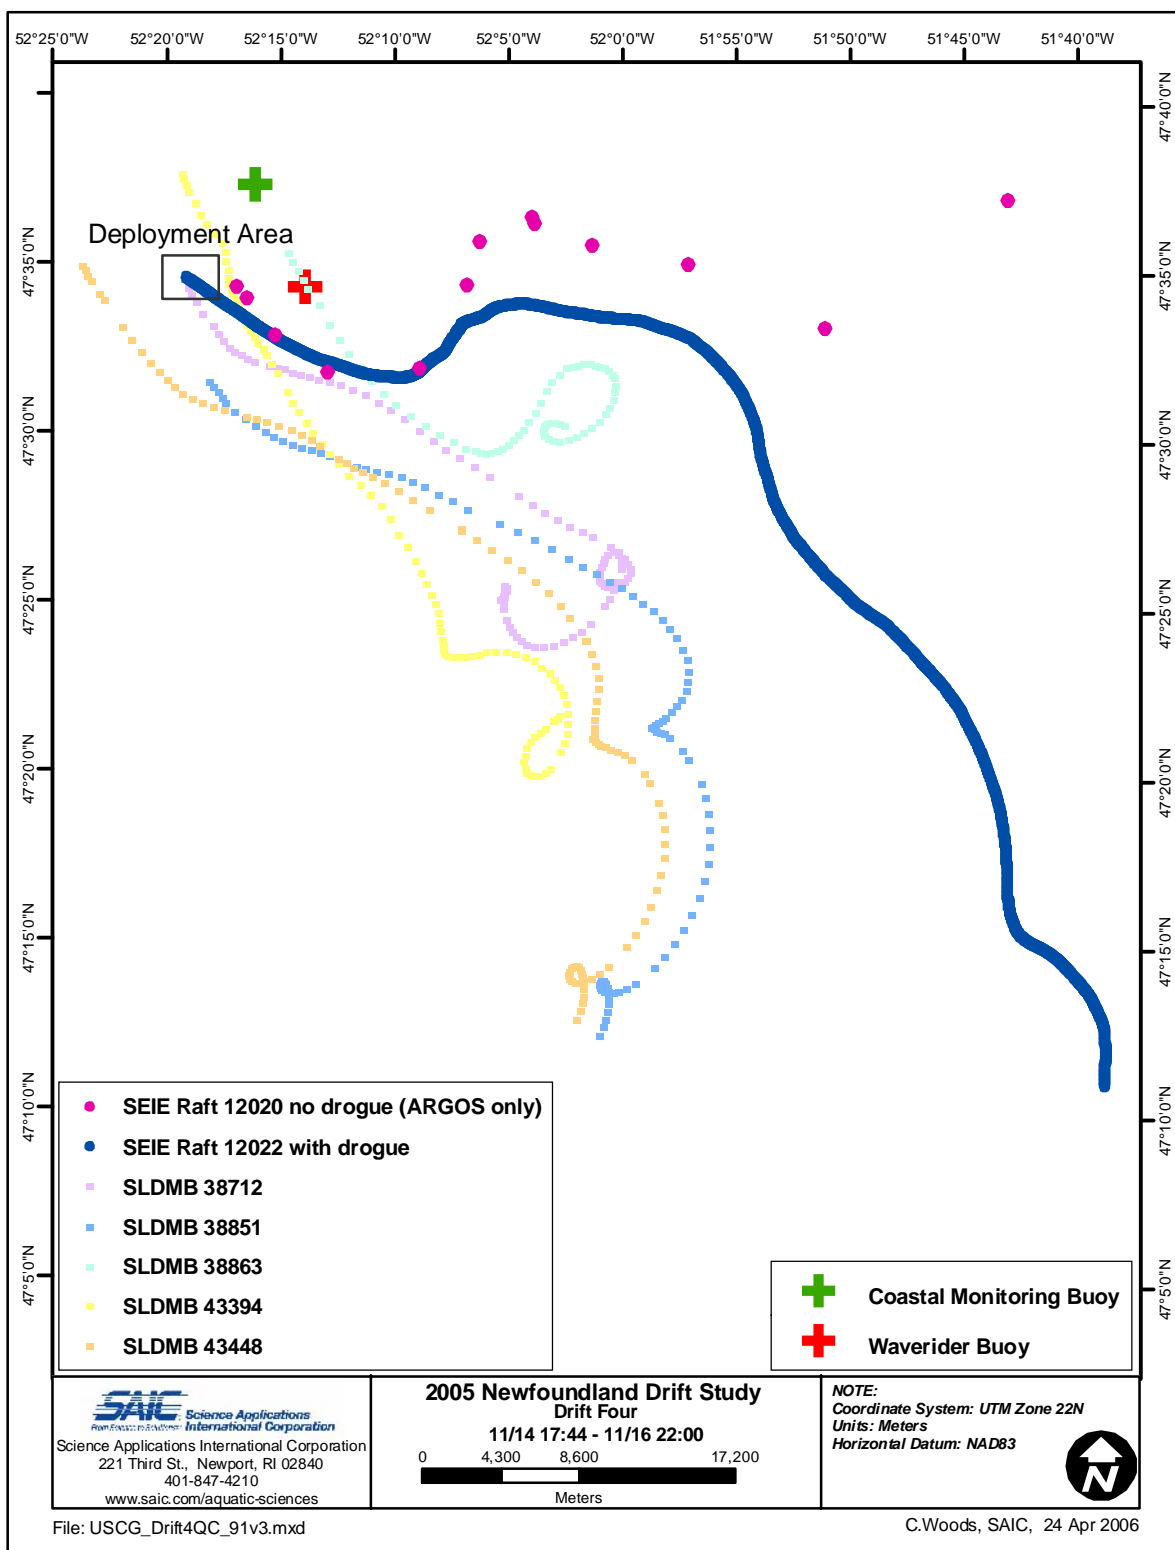 52°25'0"W 52°20'0"W 52°15'0"W 52°10'0"W 52°5'0"W 52°0'0"W 51°55'0"W 51°50'0"W 51°45'0"W 51°40'0"W
47°40'0"N
47°35'0"N 47°35'0"N
47°30'0"N 47°30'0"N
47°25'0"N 47°25'0"N
47°20'0"N 47°20'0"N
47°15'0"N 47°15'0"N
47°10'0"N 47°10'0"N
47°5'0"N 47°5'0"N
Deployment Area
SEIE Raft 12020 no drogue (ARGOS only)
SEIE Raft 12022 with drogue
SLDMB 38712
SLDMB 38851
SLDMB 38863
SLDMB 43394
SLDMB 43448
Coastal Monitoring Buoy
Waverider Buoy
SAIC Science Applications
From Science to Solutions International Corporation
Science Applications International Corporation
221 Third St., Newport, RI 02840
401-847-4210
www.saic.com/aquatic-sciences
2005 Newfoundland Drift Study
Drift Four
11/14 17:44 - 11/16 22:00
0 4,300 8,600 17,200
Meters
NOTE:
Coordinate System: UTM Zone 22N
Units: Meters
Horizontal Datum: NAD83
N
File: USCG_Drift4QC_91v3.mxd
C.Woods, SAIC, 24 Apr 2006